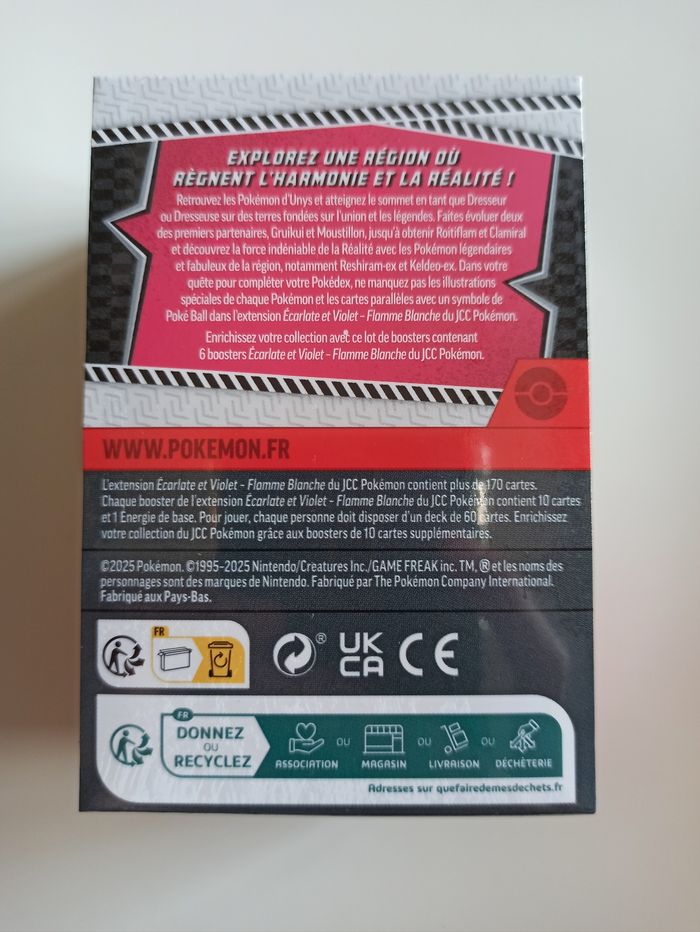 EXPLOREZ UNE RÉGION OÙ
RÈGNENT L'HARMONIE ET LA RÉALITÉ !
Retrouvez les Pokémon d'Unys et atteignez le sommet en tant que Dresseur
ou Dresseuse sur des terres fondées sur l'union et les légendes. Faites évoluer deux
des premiers partenaires, Gruikui et Moustillon, jusqu'à obtenir Roitiflam et Clamiral
et découvrez la force indéniable de la Réalité avec les Pokémon légendaires
et fabuleux de la région, notamment Reshiram-ex et Keldeo-ex. Dans votre
quête pour compléter votre Pokédex, ne manquez pas les illustrations
spéciales de chaque Pokémon et les cartes parallèles avec un symbole de
Poké Ball dans l'extension Écarlate et Violet – Flamme Blanche du JCC Pokémon.
Enrichissez votre collection avec ce lot de boosters contenant
6 boosters Écarlate et Violet – Flamme Blanche du JCC Pokémon.
WWW.POKEMON.FR
L'extension Écarlate et Violet – Flamme Blanche du JCC Pokémon contient plus de 170 cartes.
Chaque booster de l'extension Écarlate et Violet – Flamme Blanche du JCC Pokémon contient 10 cartes
et 1 Énergie de base. Pour jouer, chaque personne doit disposer d'un deck de 60 cartes. Enrichissez
votre collection du JCC Pokémon grâce aux boosters de 10 cartes supplémentaires.
©2025 Pokémon. ©1995-2025 Nintendo/Creatures Inc./GAME FREAK inc. TM, ® et les noms des
personnages sont des marques de Nintendo. Fabriqué par The Pokémon Company International.
Fabriqué aux Pays-Bas.
FR
® UK CA CE
FR
DONNEZ OU RECYCLEZ
ASSOCIATION OU MAGASIN OU LIVRAISON OU DÉCHÈTERIE
Adresses sur quefairedemesdechets.fr